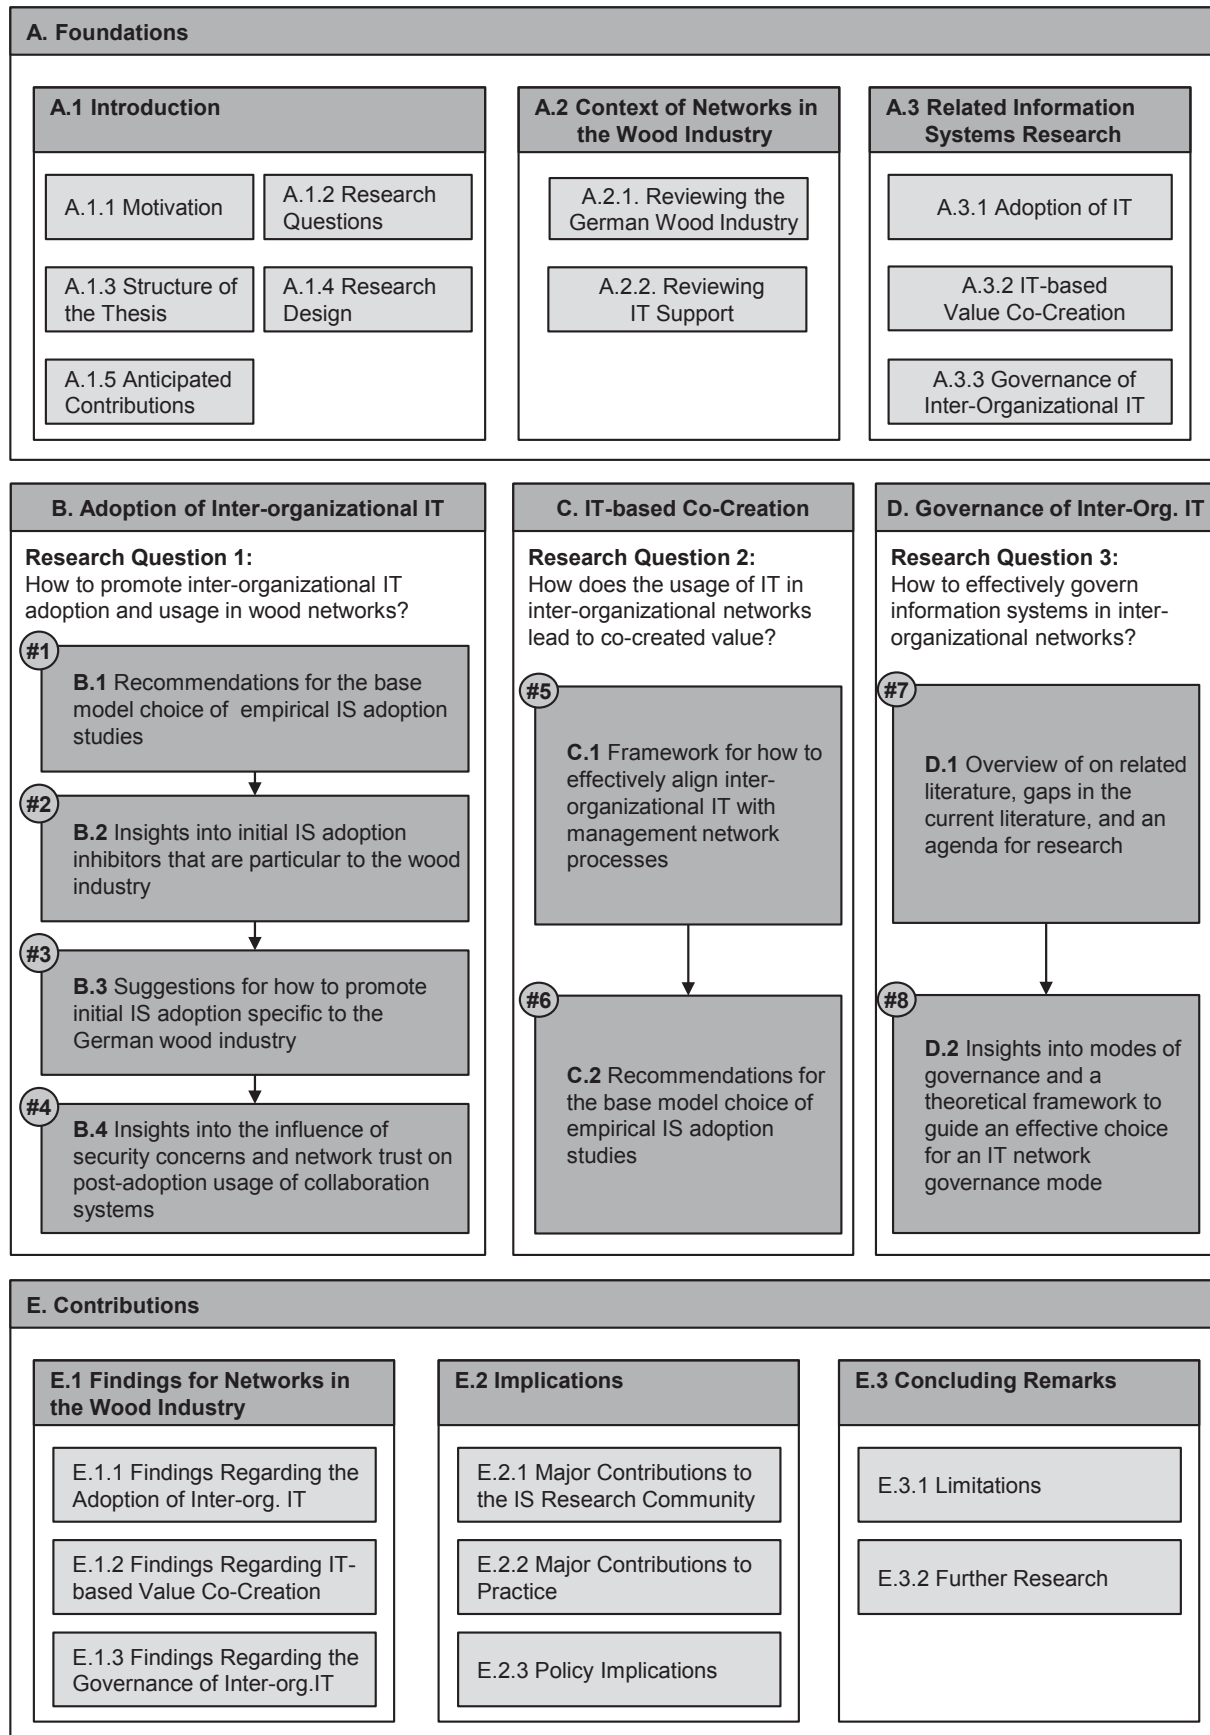 A. Foundations
A.1 Introduction
A.1.1 Motivation
A.1.2 Research
Questions
A.1.3 Structure of
the Thesis
A.1.4 Research
Design
A.1.5 Anticipated
Contributions
A.2 Context of Networks in
the Wood Industry
A.2.1. Reviewing the
German Wood Industry
A.2.2. Reviewing
IT Support
A.3 Related Information
Systems Research
A.3.1 Adoption of IT
A.3.2 IT-based
Value Co-Creation
A.3.3 Governance of
Inter-Organizational IT
B. Adoption of Inter-organizational IT
Research Question 1:
How to promote inter-organizational IT
adoption and usage in wood networks?
#1
B.1 Recommendations for the base
model choice of empirical IS adoption
studies
#2
B.2 Insights into initial IS adoption
inhibitors that are particular to the wood
industry
#3
B.3 Suggestions for how to promote
initial IS adoption specific to the
German wood industry
#4
B.4 Insights into the influence of
security concerns and network trust on
post-adoption usage of collaboration
systems
C. IT-based Co-Creation
Research Question 2:
How does the usage of IT in
inter-organizational networks
lead to co-created value?
#5
C.1 Framework for how to
effectively align inter-
organizational IT with
management network
processes
#6
C.2 Recommendations for
the base model choice of
empirical IS adoption
studies
D. Governance of Inter-Org. IT
Research Question 3:
How to effectively govern
information systems in inter-
organizational networks?
#7
D.1 Overview of on related
literature, gaps in the
current literature, and an
agenda for research
#8
D.2 Insights into modes of
governance and a
theoretical framework to
guide an effective choice
for an IT network
governance mode
E. Contributions
E.1 Findings for Networks in
the Wood Industry
E.1.1 Findings Regarding the
Adoption of Inter-org. IT
E.1.2 Findings Regarding IT-
based Value Co-Creation
E.1.3 Findings Regarding the
Governance of Inter-org.IT
E.2 Implications
E.2.1 Major Contributions to
the IS Research Community
E.2.2 Major Contributions to
Practice
E.2.3 Policy Implications
E.3 Concluding Remarks
E.3.1 Limitations
E.3.2 Further Research